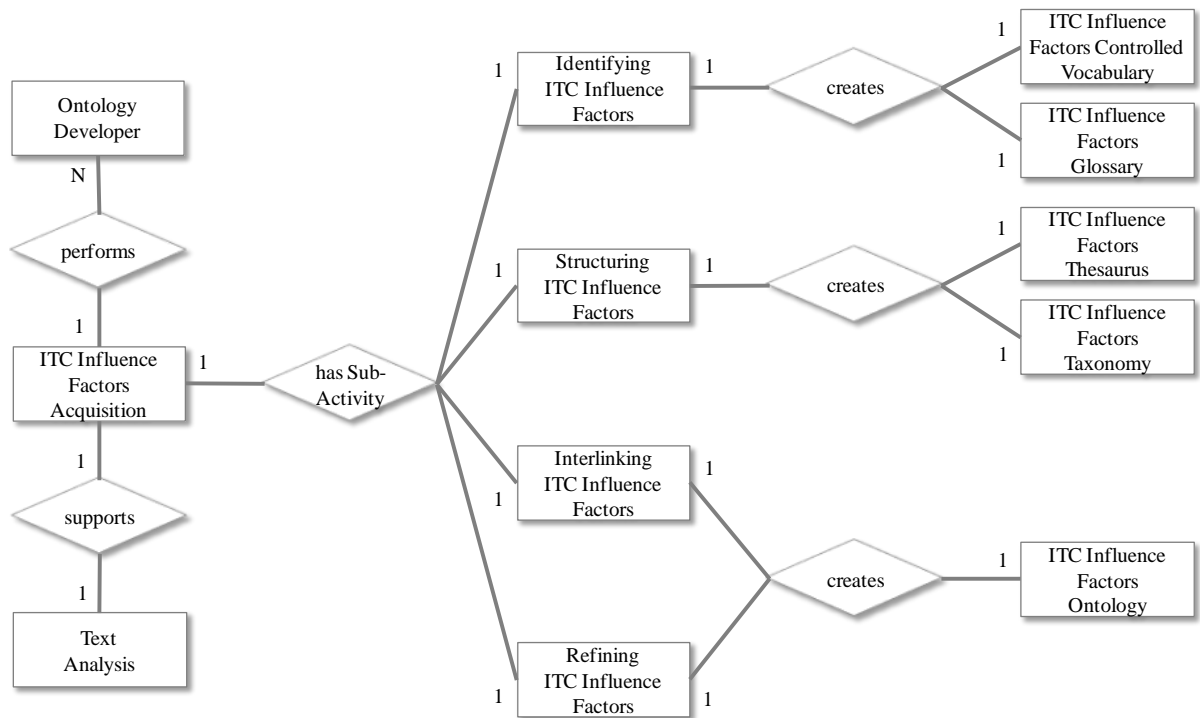 Ontology
Developer
N
performs
1
ITC Influence
Factors
Acquisition
1
1
supports
1
Text
Analysis
has Sub-
Activity
1
Identifying
ITC Influence
Factors
1
creates
1
ITC Influence
Factors Controlled
Vocabulary
1
ITC Influence
Factors
Glossary
1
Structuring
ITC Influence
Factors
1
creates
1
ITC Influence
Factors
Thesaurus
1
ITC Influence
Factors
Taxonomy
1
Interlinking
ITC Influence
Factors
1
creates
1
ITC Influence
Factors
Ontology
1
Refining
ITC Influence
Factors
1